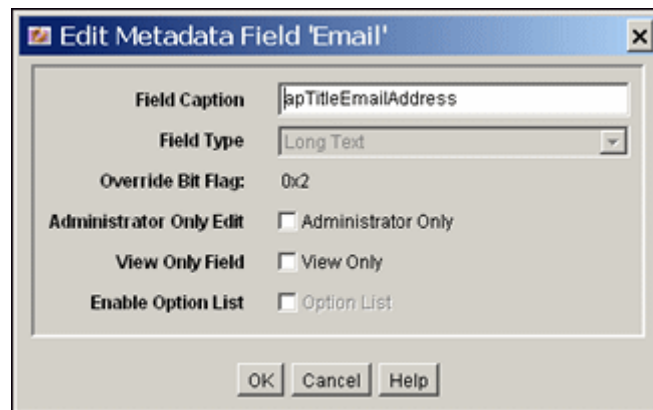 Edit Metadata Field 'Email'
Field Caption apTitleEmailAddress
Field Type Long Text
Override Bit Flag: 0x2
Administrator Only Edit Administrator Only
View Only Field View Only
Enable Option List Option List
OK Cancel Help